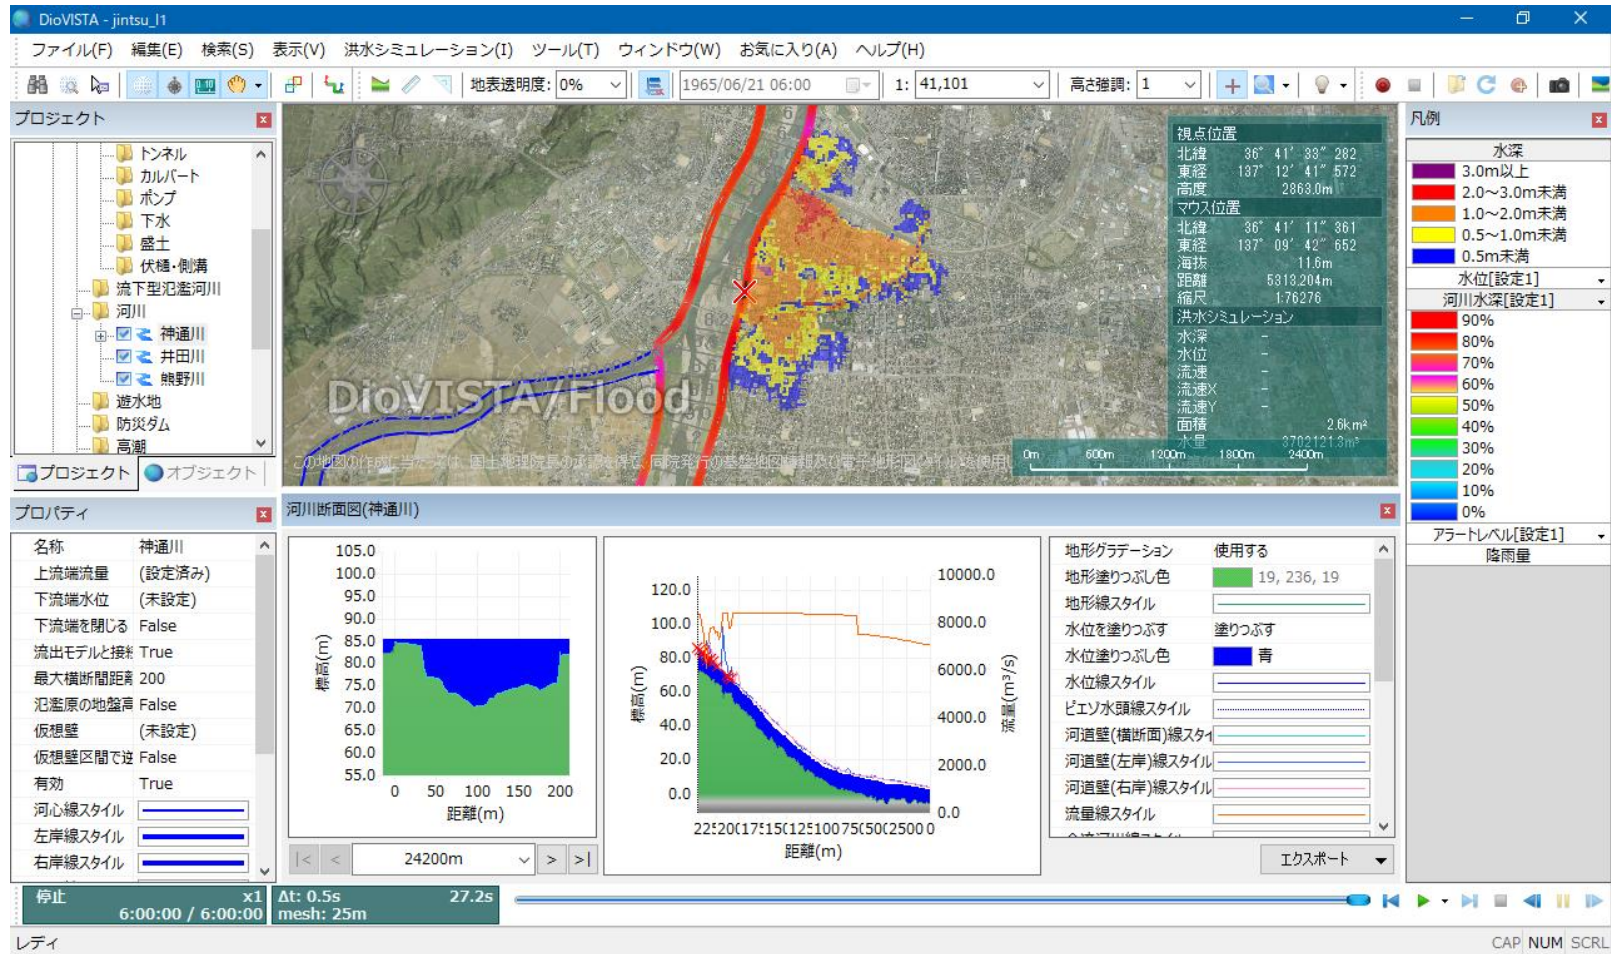 DioVISTA - jintsu_l1
ファイル(F) 編集(E) 検索(S) 表示(V) 洪水シミュレーション(I) ツール(T) ウィンドウ(W) お気に入り(A) ヘルプ(H)
地表透明度: 0% 1965/06/21 06:00 1: 41,101 高さ強調: 1
プロジェクト
トンネル
カルバート
ポンプ
下水
盛土
伏樋・側溝
流下型氾濫河川
河川
神通川
井田川
熊野川
遊水地
防災ダム
高潮
プロジェクト オブジェクト
視点位置
北緯 36° 41′ 33″ 282
東経 137° 12′ 41″ 572
高度 2863.0m
マウス位置
北緯 36° 41′ 11″ 361
東経 137° 09′ 42″ 652
海抜 11.6m
距離 5313.204m
縮尺 1:76276
洪水シミュレーション
水深 -
水位 -
流速 -
流速X -
流速Y -
面積 2.6km²
水量 3702121.3m³
0m 600m 1200m 1800m 2400m
DioVISTA/Flood
凡例
水深
3.0m以上
2.0～3.0m未満
1.0～2.0m未満
0.5～1.0m未満
0.5m未満
水位[設定1]
河川水深[設定1]
90%
80%
70%
60%
50%
40%
30%
20%
10%
0%
アラートレベル[設定1]
降雨量
プロパティ
名称 神通川
上流端流量 (設定済み)
下流端水位 (未設定)
下流端を閉じる False
流出モデルと接続 True
最大横断間距離 200
氾濫原の地盤高 False
仮想壁 (未設定)
仮想壁区間で逆 False
有効 True
河心線スタイル
左岸線スタイル
右岸線スタイル
河川断面図(神通川)
105.0
100.0
95.0
90.0
85.0
80.0
75.0
70.0
65.0
60.0
55.0
標高(m)
0 50 100 150 200
距離(m)
24200m
120.0
100.0
80.0
60.0
40.0
20.0
0.0
標高(m)
10000.0
8000.0
6000.0
4000.0
2000.0
0.0
流量(m³/s)
距離(m)
地形グラデーション 使用する
地形塗りつぶし色 19, 236, 19
地形線スタイル
水位を塗りつぶす 塗りつぶす
水位塗りつぶし色 青
水位線スタイル
ピエゾ水頭線スタイル
河道壁(横断面)線スタイ
河道壁(左岸)線スタイル
河道壁(右岸)線スタイル
流量線スタイル
エクスポート
停止 x1
6:00:00 / 6:00:00
Δt: 0.5s 27.2s
mesh: 25m
レディ
CAP NUM SCRL